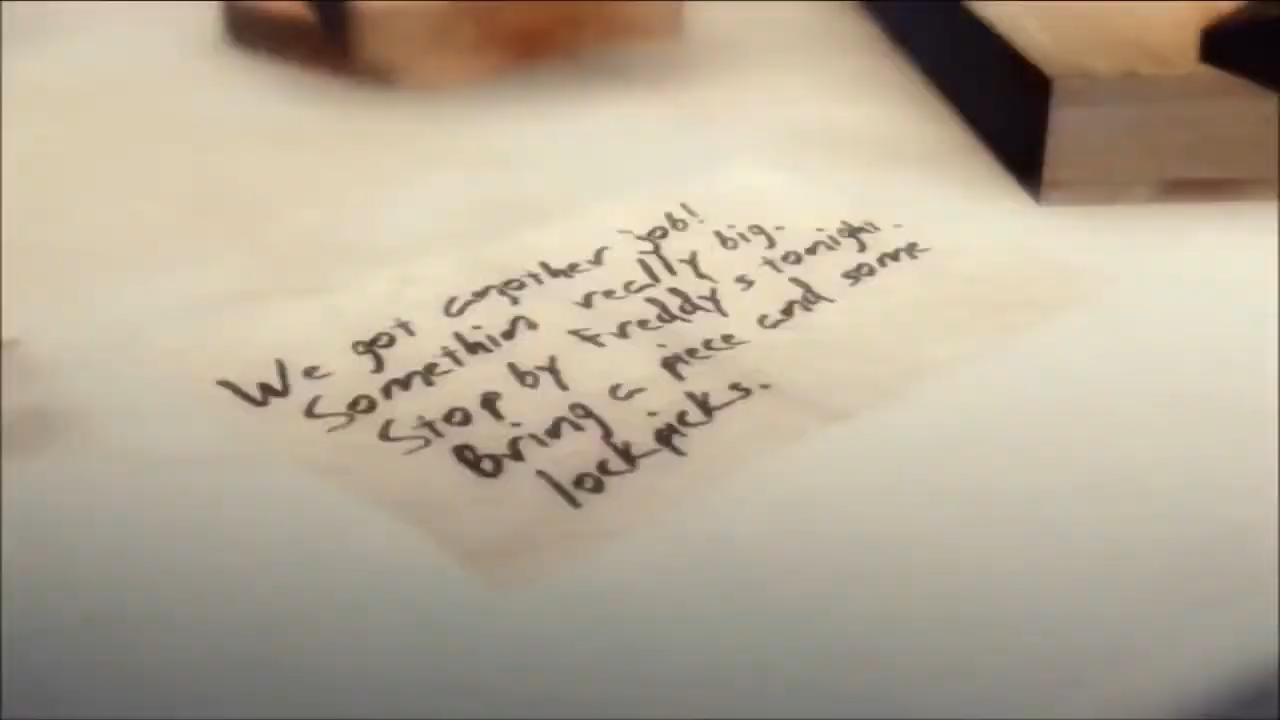 We got another job!
Somethin really big.
Stop by Freddy's tonight.
Bring a piece and some
lockpicks.